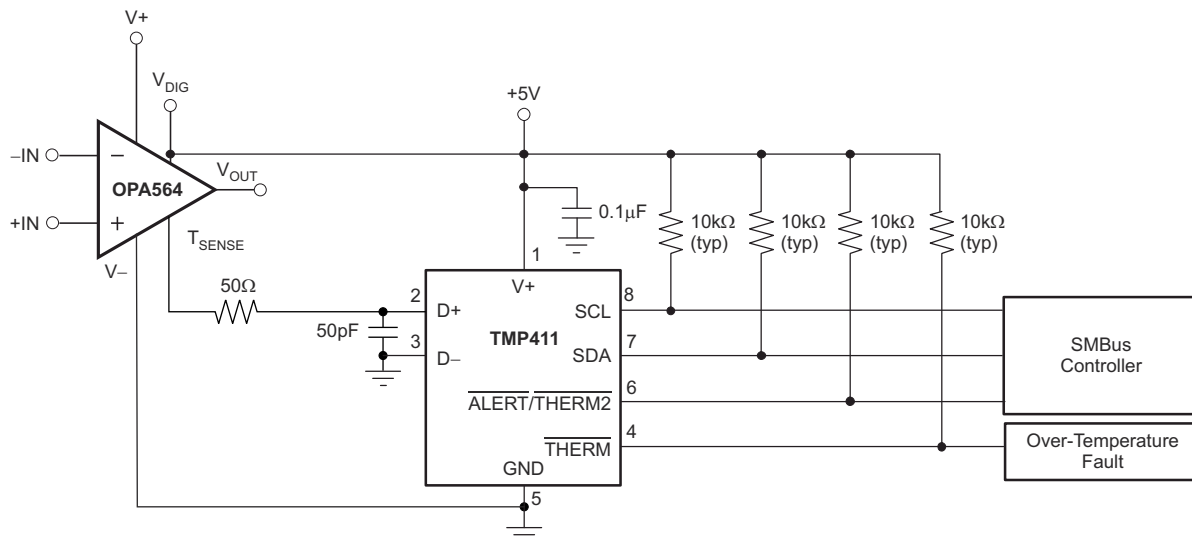 V+
V_DIG
+5V
–IN
–
OPA564
V_OUT
+IN
+
T_SENSE
V–
0.1μF
10kΩ
(typ)
10kΩ
(typ)
10kΩ
(typ)
10kΩ
(typ)
50Ω
50pF
1
V+
2
D+
3
D–
TMP411
SCL
8
SDA
7
ALERT/THERM2
6
THERM
4
GND
5
SMBus
Controller
Over-Temperature
Fault